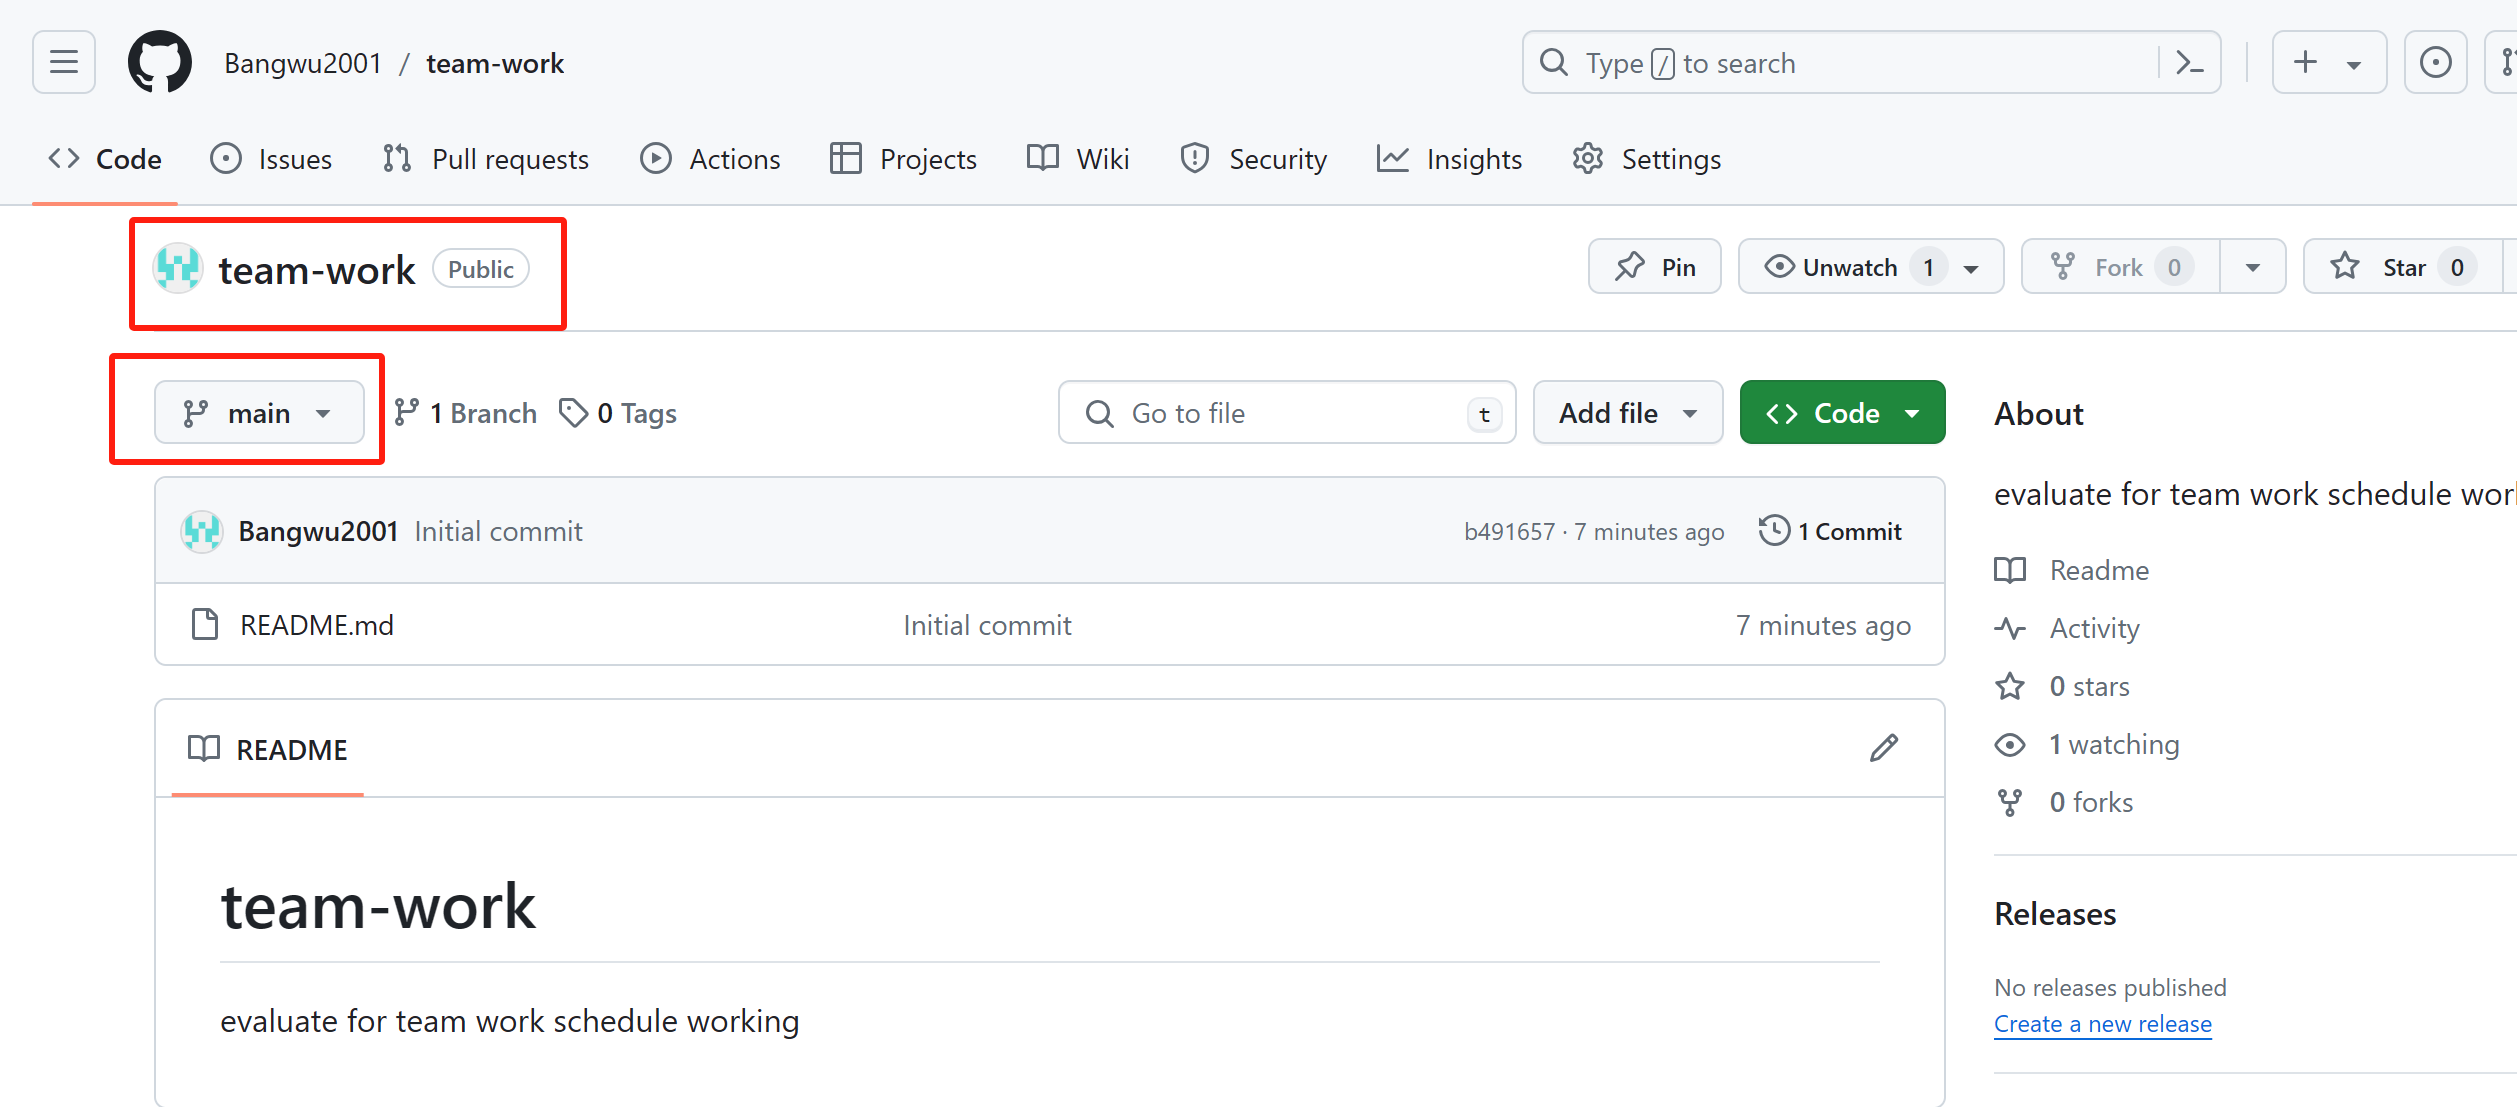 Bangwu2001 / team-work
Type / to search
Code Issues Pull requests Actions Projects Wiki Security Insights Settings
team-work Public
Pin Unwatch 1 Fork 0 Star 0
main 1 Branch 0 Tags
Go to file t Add file Code
Bangwu2001 Initial commit b491657 · 7 minutes ago 1 Commit
README.md Initial commit 7 minutes ago
README
team-work
evaluate for team work schedule working
About
evaluate for team work schedule
Readme
Activity
0 stars
1 watching
0 forks
Releases
No releases published
Create a new release